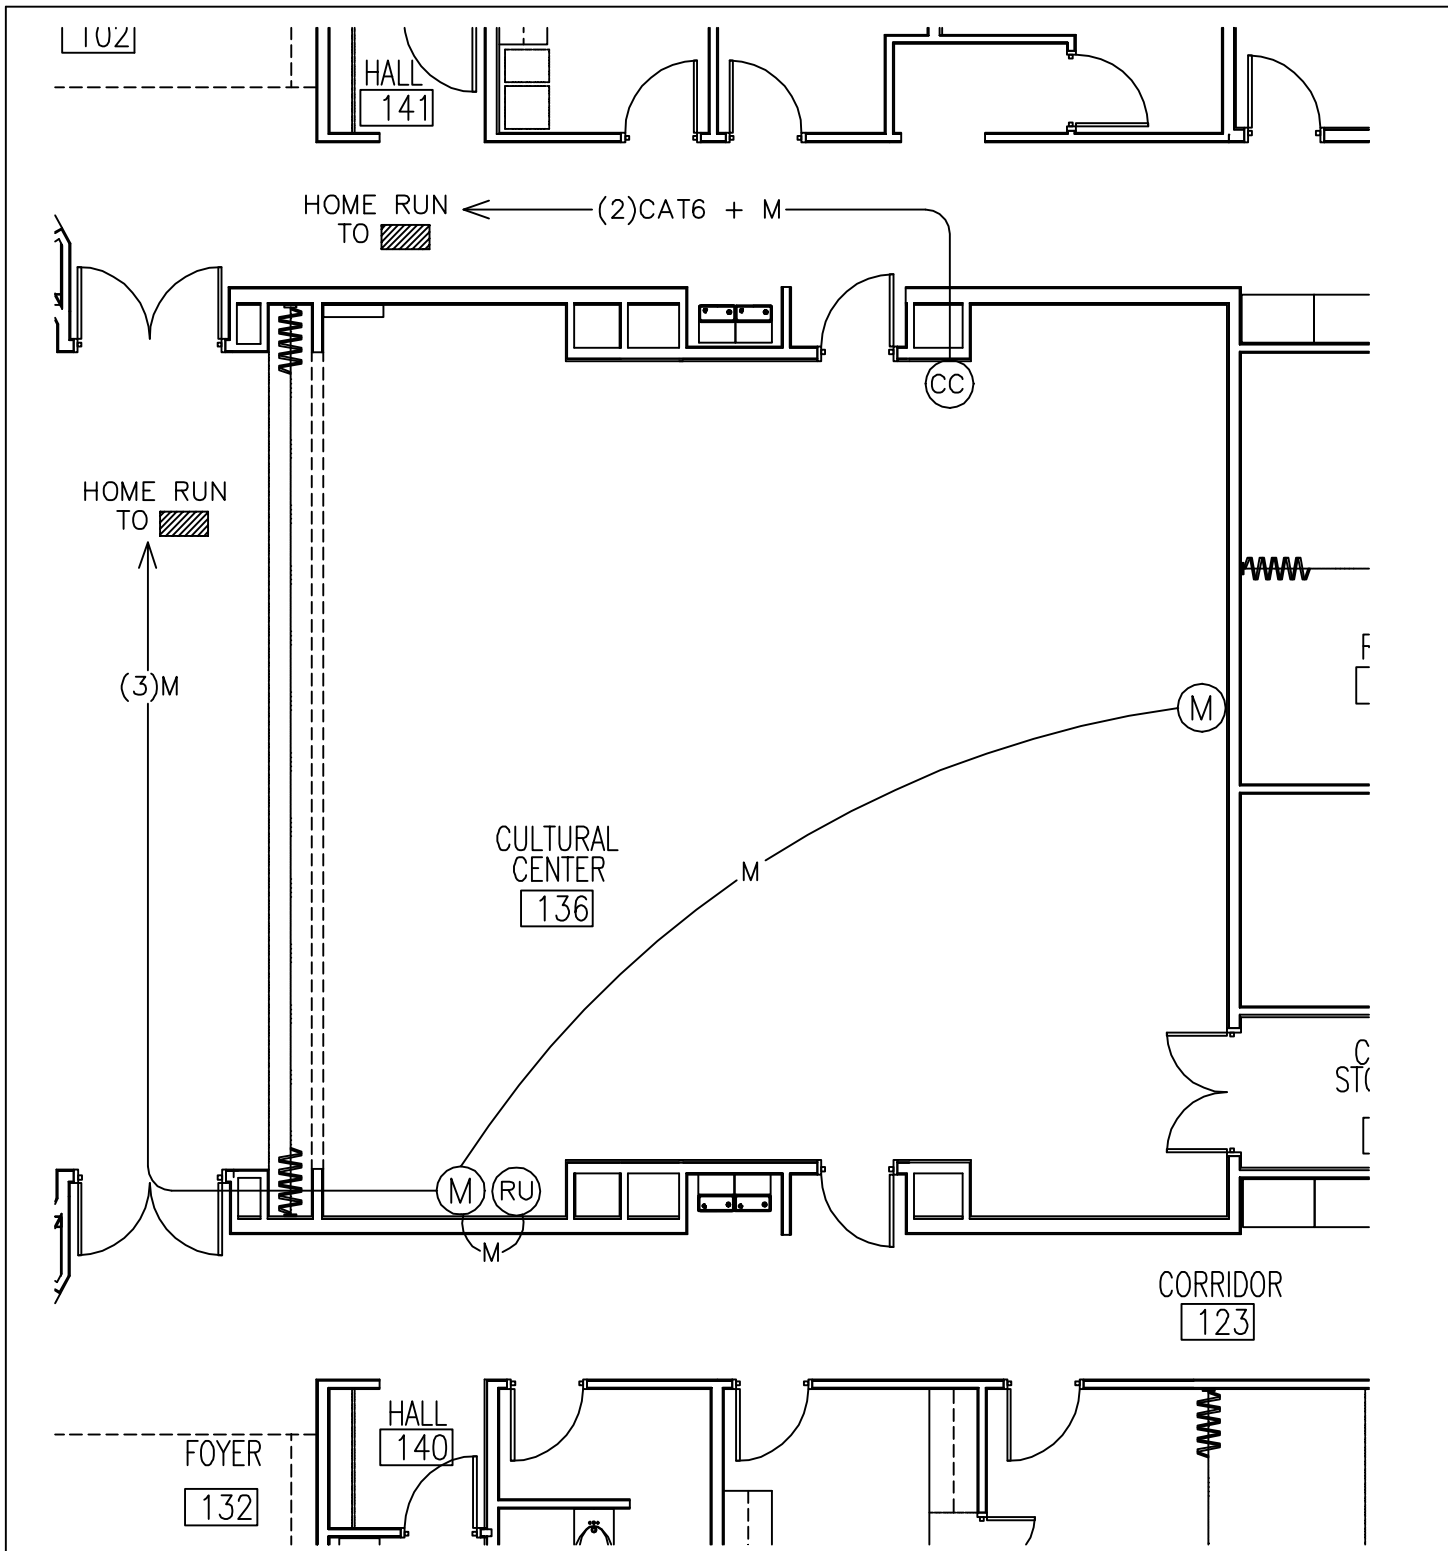 102
HALL
141
HOME RUN
TO
(2)CAT6 + M
CC
HOME RUN
TO
(3)M
M
M
CULTURAL
CENTER
136
M
RU
M
CORRIDOR
123
HALL
140
FOYER
132